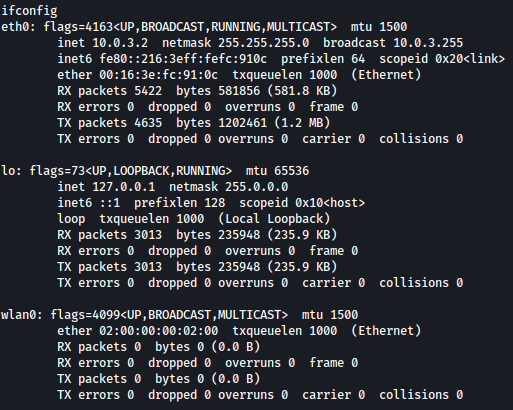 ifconfig
eth0: flags=4163<UP,BROADCAST,RUNNING,MULTICAST>  mtu 1500
        inet 10.0.3.2  netmask 255.255.255.0  broadcast 10.0.3.255
        inet6 fe80::216:3eff:fefc:910c  prefixlen 64  scopeid 0x20<link>
        ether 00:16:3e:fc:91:0c  txqueuelen 1000  (Ethernet)
        RX packets 5422  bytes 581856 (581.8 KB)
        RX errors 0  dropped 0  overruns 0  frame 0
        TX packets 4635  bytes 1202461 (1.2 MB)
        TX errors 0  dropped 0 overruns 0  carrier 0  collisions 0

lo: flags=73<UP,LOOPBACK,RUNNING>  mtu 65536
        inet 127.0.0.1  netmask 255.0.0.0
        inet6 ::1  prefixlen 128  scopeid 0x10<host>
        loop  txqueuelen 1000  (Local Loopback)
        RX packets 3013  bytes 235948 (235.9 KB)
        RX errors 0  dropped 0  overruns 0  frame 0
        TX packets 3013  bytes 235948 (235.9 KB)
        TX errors 0  dropped 0 overruns 0  carrier 0  collisions 0

wlan0: flags=4099<UP,BROADCAST,MULTICAST>  mtu 1500
        ether 02:00:00:00:02:00  txqueuelen 1000  (Ethernet)
        RX packets 0  bytes 0 (0.0 B)
        RX errors 0  dropped 0  overruns 0  frame 0
        TX packets 0  bytes 0 (0.0 B)
        TX errors 0  dropped 0 overruns 0  carrier 0  collisions 0